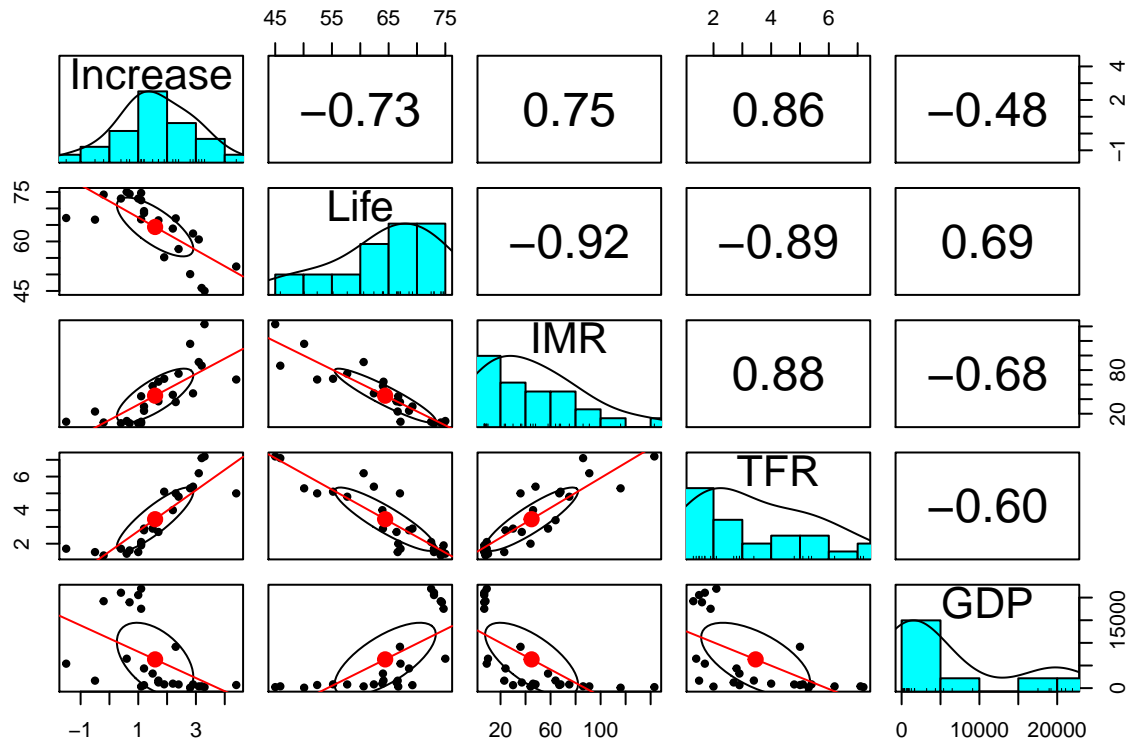 45 55 65 75 2 4 6
Increase −0.73 0.75 0.86 −0.48 −1 2 4
45 60 75 Life −0.92 −0.89 0.69
IMR 0.88 −0.68 20 80
2 4 6 TFR −0.60
GDP 0 15000
−1 1 3 20 60 100 0 10000 20000